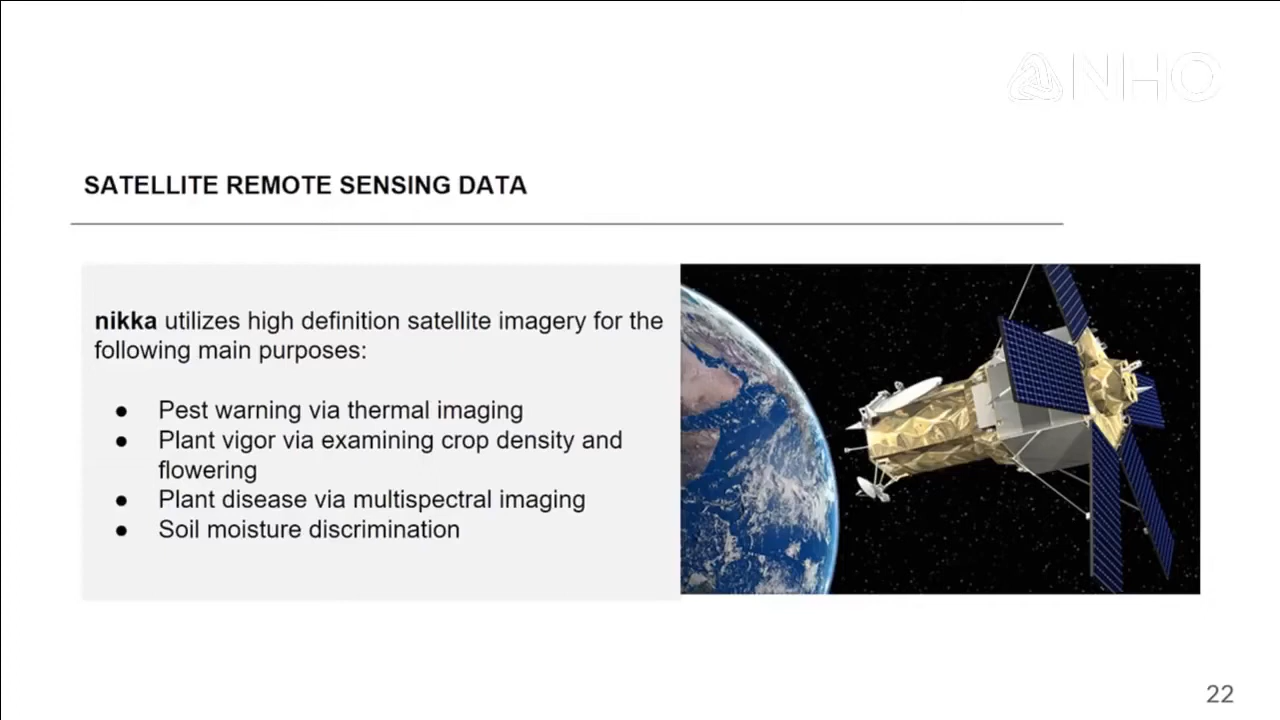 NHO
SATELLITE REMOTE SENSING DATA
nikka utilizes high definition satellite imagery for the
following main purposes:
● Pest warning via thermal imaging
● Plant vigor via examining crop density and
flowering
● Plant disease via multispectral imaging
● Soil moisture discrimination
22